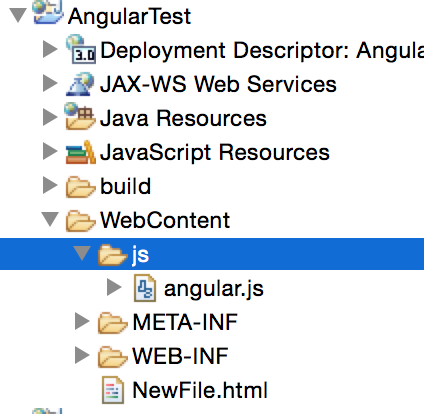 AngularTest
3.0 Deployment Descriptor: Angula
JAX-WS Web Services
Java Resources
JavaScript Resources
build
WebContent
js
angular.js
META-INF
WEB-INF
NewFile.html